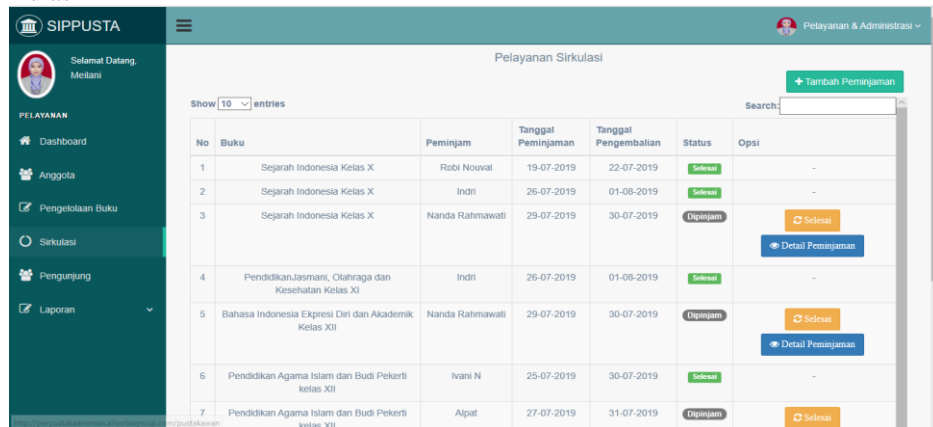 SIPPUSTA
Pelayanan & Administrasi
Selamat Datang,
Meilani
PELAYANAN
Dashboard
Anggota
Pengelolaan Buku
Sirkulasi
Pengunjung
Laporan
Pelayanan Sirkulasi
+ Tambah Peminjaman
Show 10 entries
Search:
No Buku Peminjam Tanggal Peminjaman Tanggal Pengembalian Status Opsi
1 Sejarah Indonesia Kelas X Robi Nouval 19-07-2019 22-07-2019 Selesai -
2 Sejarah Indonesia Kelas X Indri 26-07-2019 01-08-2019 Selesai -
3 Sejarah Indonesia Kelas X Nanda Rahmawati 29-07-2019 30-07-2019 Dipinjam Selesai
Detail Peminjaman
4 PendidikanJasmani, Olahraga dan Indri 26-07-2019 01-08-2019 Selesai -
Kesehatan Kelas XI
5 Bahasa Indonesia Ekpresi Diri dan Akademik Nanda Rahmawati 29-07-2019 30-07-2019 Dipinjam Selesai
Kelas XII
Detail Peminjaman
6 Pendidikan Agama Islam dan Budi Pekerti Ivani N 25-07-2019 30-07-2019 Selesai -
kelas XII
7 Pendidikan Agama Islam dan Budi Pekerti Alpat 27-07-2019 31-07-2019 Dipinjam Selesai
kelas XII